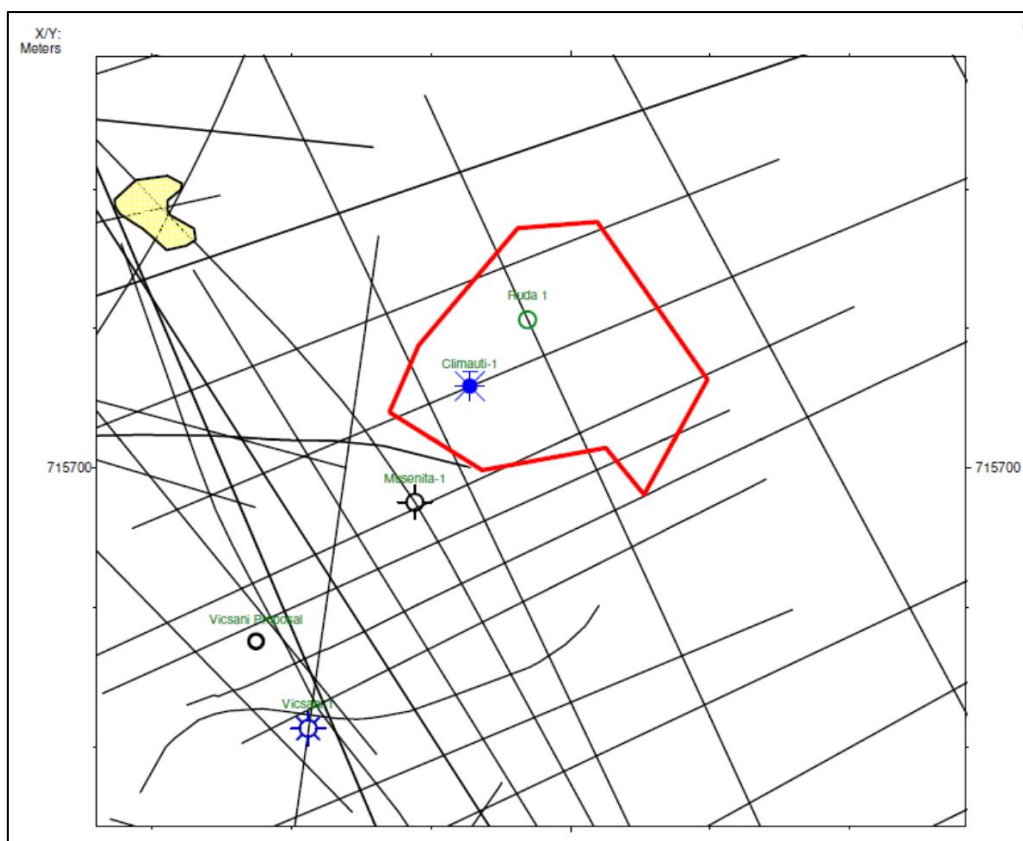 X/Y:
Meters
Ruda 1
Climauti-1
715700
715700
Musenita-1
Vicsani Proposal
Vicsani-1